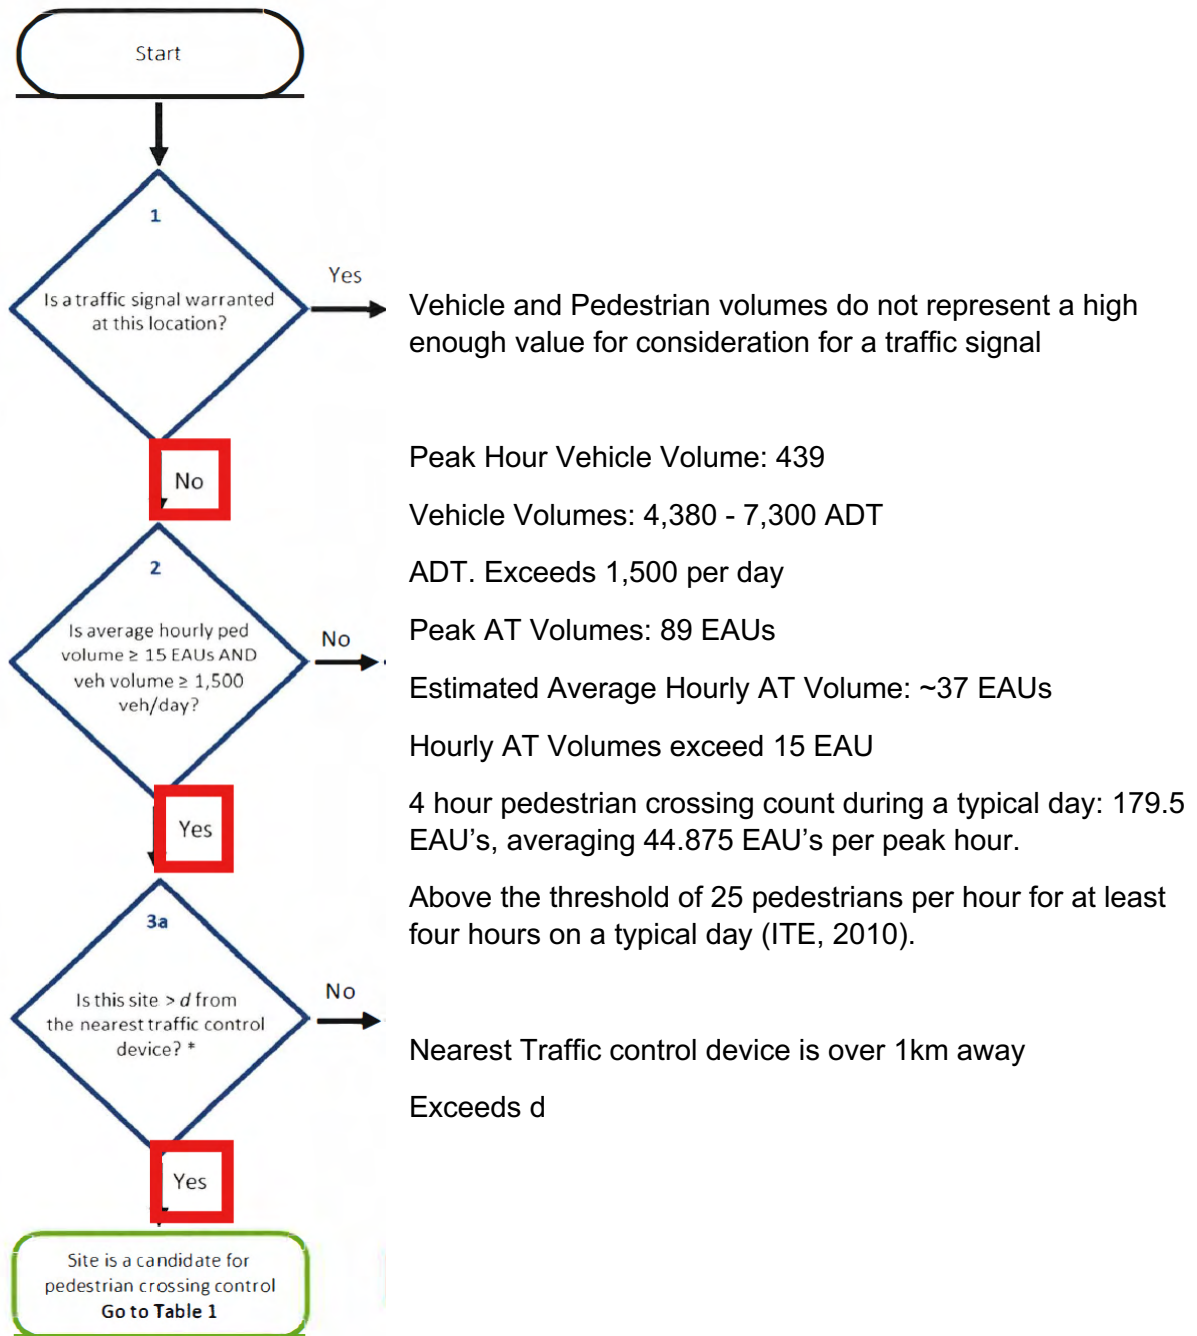 Start
1
Is a traffic signal warranted
at this location?
Yes
Vehicle and Pedestrian volumes do not represent a high
enough value for consideration for a traffic signal
No
Peak Hour Vehicle Volume: 439
Vehicle Volumes: 4,380 - 7,300 ADT
ADT. Exceeds 1,500 per day
2
Is average hourly ped
volume ≥ 15 EAUs AND
veh volume ≥ 1,500
veh/day?
No
Peak AT Volumes: 89 EAUs
Estimated Average Hourly AT Volume: ~37 EAUs
Hourly AT Volumes exceed 15 EAU
Yes
4 hour pedestrian crossing count during a typical day: 179.5
EAU's, averaging 44.875 EAU's per peak hour.
Above the threshold of 25 pedestrians per hour for at least
four hours on a typical day (ITE, 2010).
3a
Is this site > d from
the nearest traffic control
device? *
No
Nearest Traffic control device is over 1km away
Exceeds d
Yes
Site is a candidate for
pedestrian crossing control
Go to Table 1